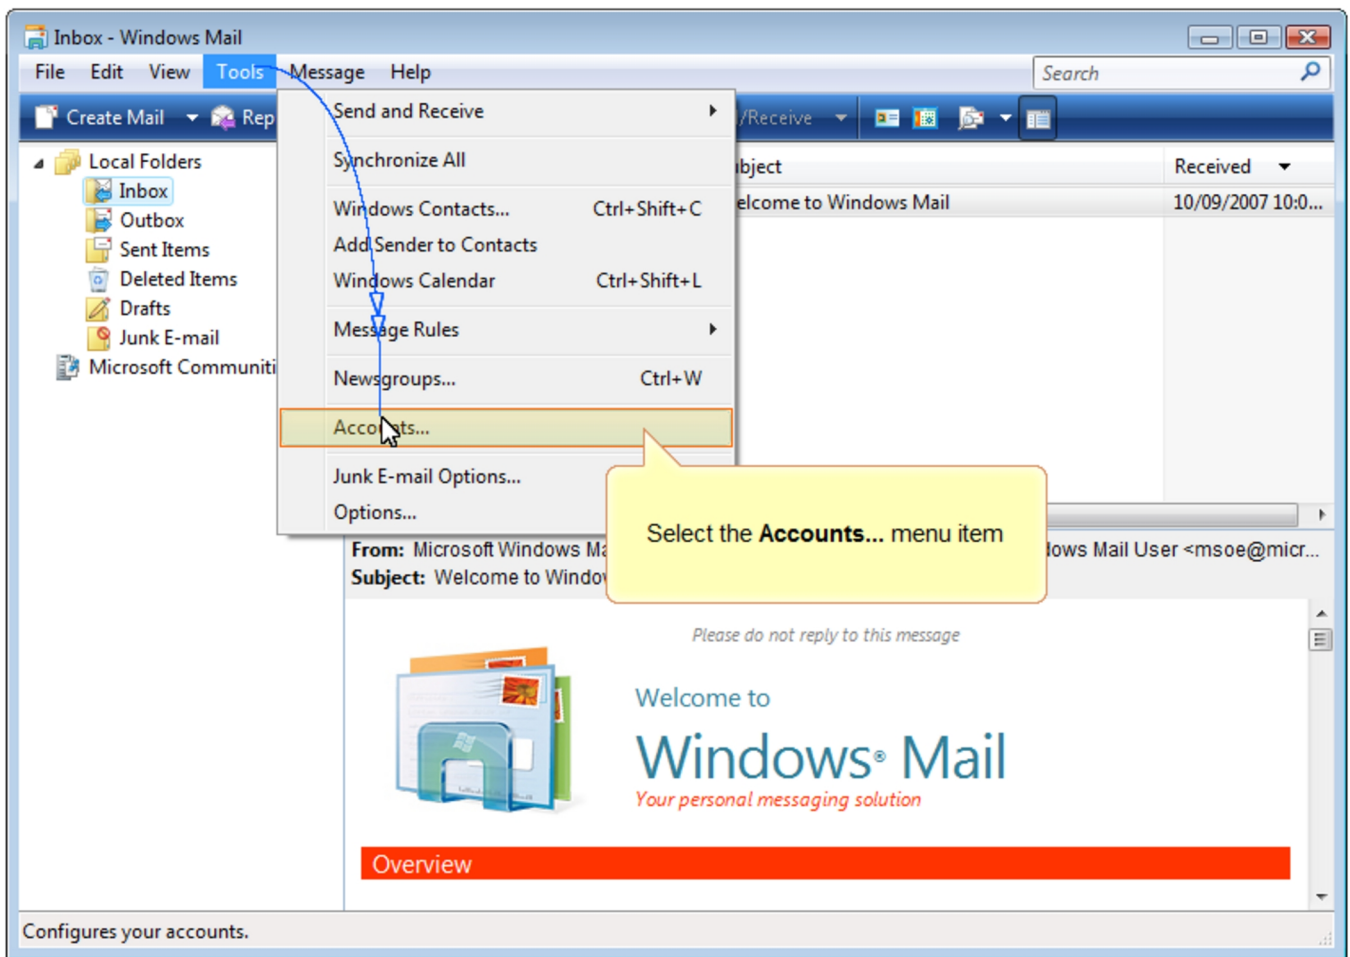 Inbox - Windows Mail
File Edit View Tools Message Help
Search
Create Mail Rep
/Receive
Send and Receive
Synchronize All
Windows Contacts... Ctrl+Shift+C
Add Sender to Contacts
Windows Calendar Ctrl+Shift+L
Message Rules
Newsgroups... Ctrl+W
Accounts...
Junk E-mail Options...
Options...
Local Folders
Inbox
Outbox
Sent Items
Deleted Items
Drafts
Junk E-mail
Microsoft Communiti
bject Received
elcome to Windows Mail 10/09/2007 10:0...
Select the Accounts... menu item
From: Microsoft Windows Ma
lows Mail User <msoe@micr...
Subject: Welcome to Window
Please do not reply to this message
Welcome to
Windows® Mail
Your personal messaging solution
Overview
Configures your accounts.